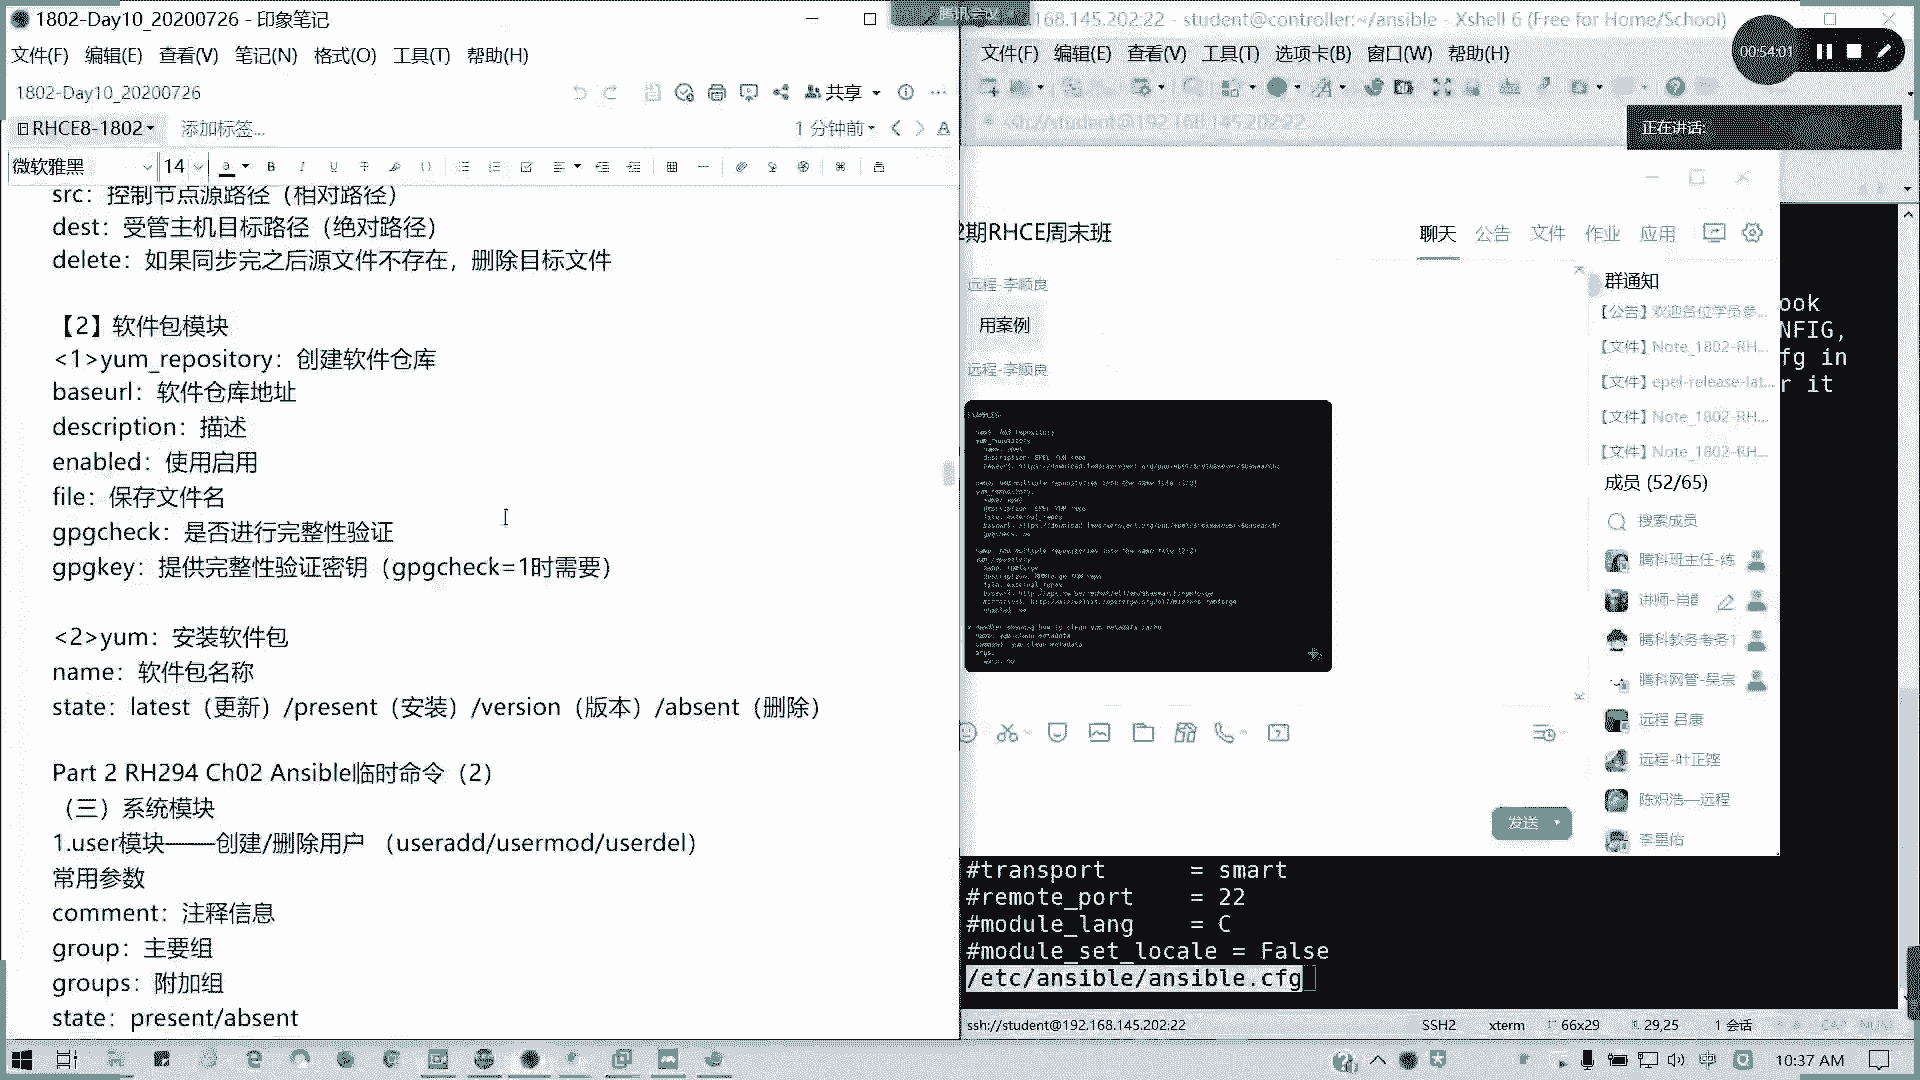 1802-Day10_20200726 - 印象笔记
文件(F) 编辑(E) 查看(V) 笔记(N) 格式(O) 工具(T) 帮助(H)
1802-Day10_20200726
共享
RHCE8-1802
添加标签...
1 分钟前
微软雅黑
14
src：控制节点源路径（相对路径）
dest：受管主机目标路径（绝对路径）
delete：如果同步完之后源文件不存在，删除目标文件
【2】软件包模块
<1>yum_repository：创建软件仓库
baseurl：软件仓库地址
description：描述
enabled：使用启用
file：保存文件名
gpgcheck：是否进行完整性验证
gpgkey：提供完整性验证密钥（gpgcheck=1时需要）
<2>yum：安装软件包
name：软件包名称
state：latest（更新）/present（安装）/version（版本）/absent（删除）
Part 2 RH294 Ch02 Ansible临时命令（2）
（三）系统模块
1.user模块——创建/删除用户 （useradd/usermod/userdel）
常用参数
comment：注释信息
group：主要组
groups：附加组
state：present/absent
腾讯会议
168.145.202:22 - student@controller:~/ansible - Xshell 6 (Free for Home/School)
文件(F) 编辑(E) 查看(V) 工具(T) 选项卡(B) 窗口(W) 帮助(H)
00:54:01
ssh://student@192.168.145.202:22
正在讲话:
2期RHCE周末班
聊天 公告 文件 作业 应用
远程-李顺良
用案例
远程-李顺良
群通知
【公告】欢迎各位学员参...
【文件】Note_1802-RH...
【文件】epel-release-lat...
【文件】Note_1802-RH...
【文件】Note_1802-RH...
成员 (52/65)
搜索成员
腾科班主任-练
腾科教务考务1
腾科网管-吴宗
远程 吕康
远程-叶正铿
陈炽浩—远程
发送
ook
NFIG,
fg in
r it
#transport = smart
#remote_port = 22
#module_lang = C
#module_set_locale = False
/etc/ansible/ansible.cfg
ssh://student@192.168.145.202:22
SSH2
xterm
66x29
29,25
1 会话
CAP NUM
中
10:37 AM